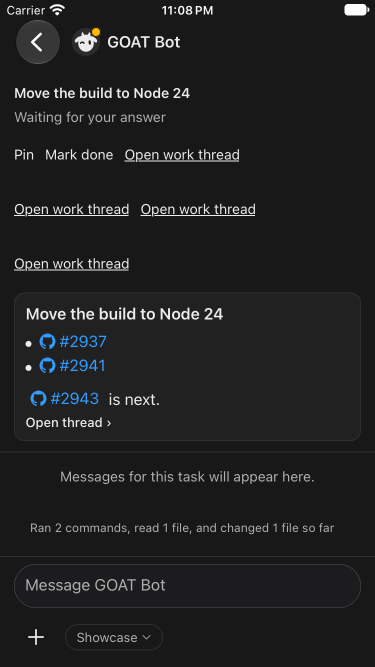 Carrier 11:08 PM
GOAT Bot
Move the build to Node 24
Waiting for your answer
Pin Mark done Open work thread
Open work thread Open work thread
Open work thread
Move the build to Node 24
• #2937
• #2941
#2943 is next.
Open thread ›
Messages for this task will appear here.
Ran 2 commands, read 1 file, and changed 1 file so far
Message GOAT Bot
Showcase